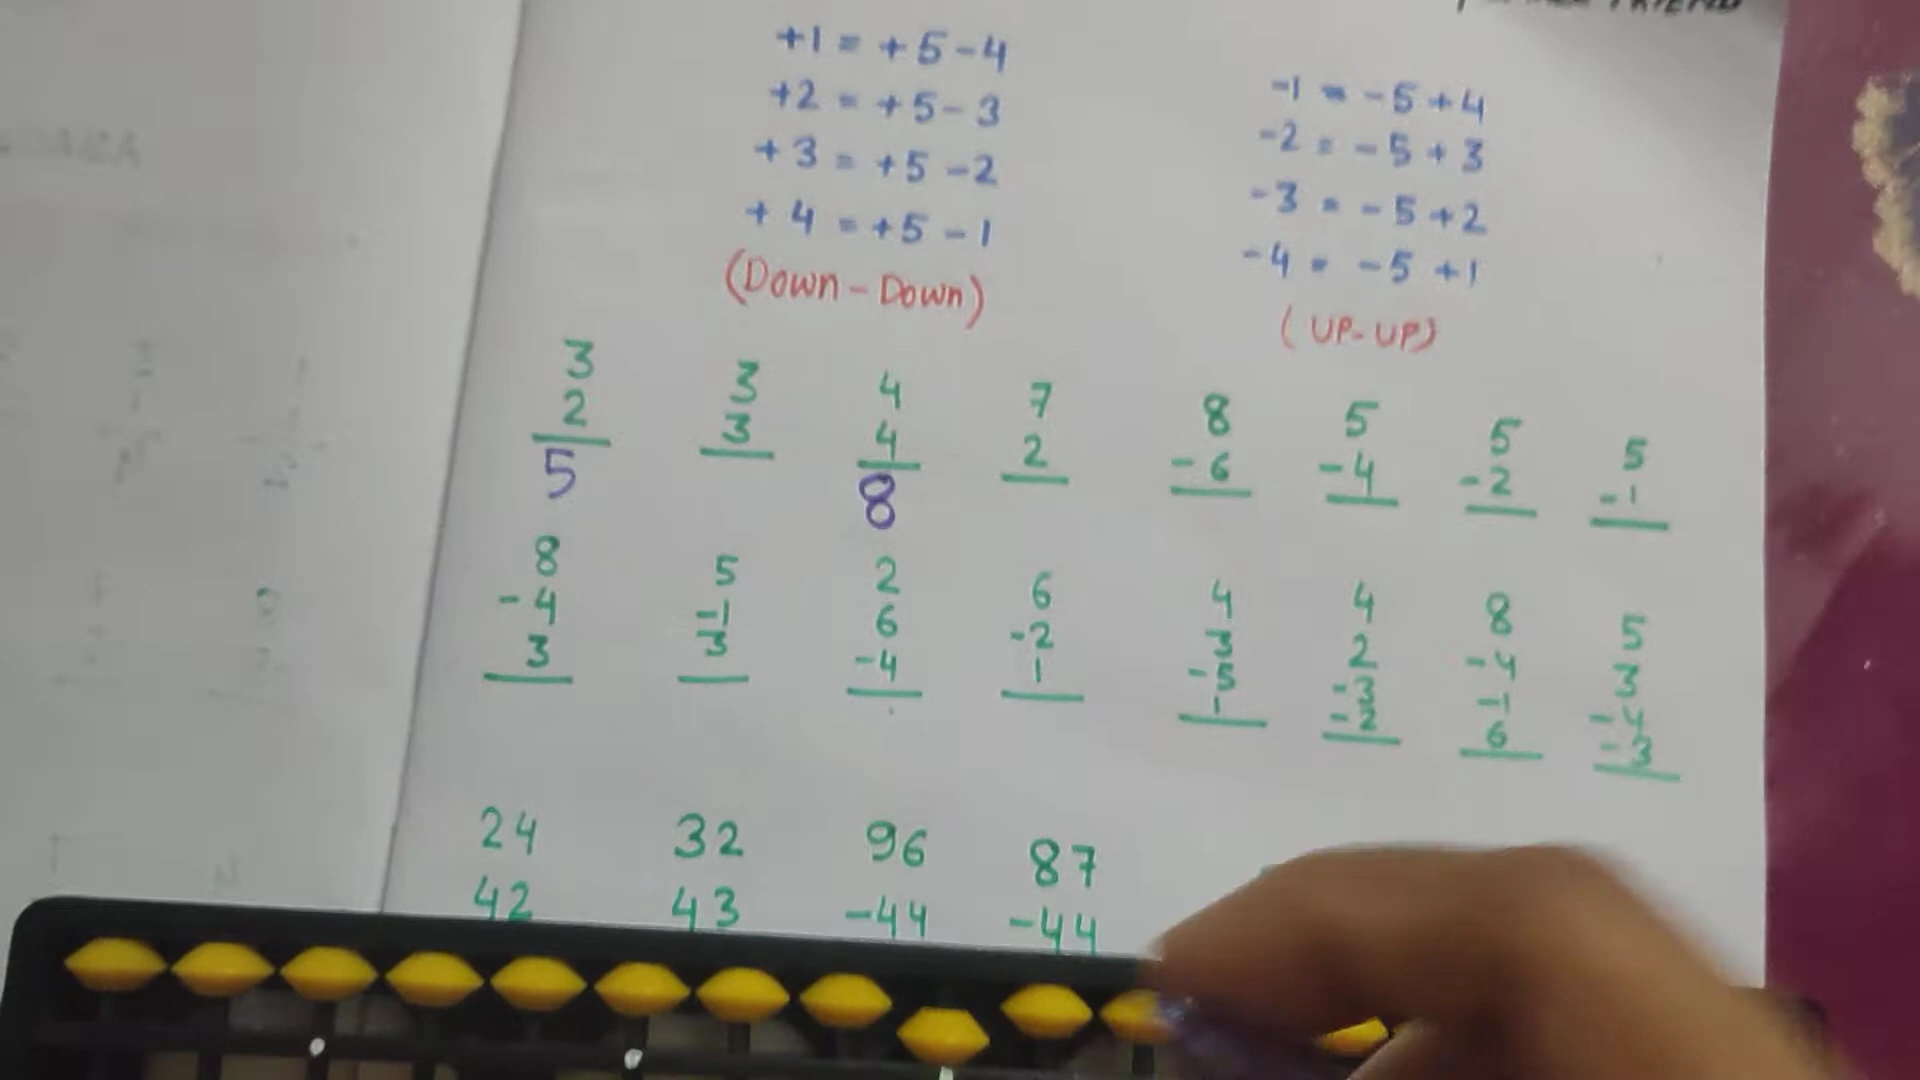 FRIEND
+1 = +5-4
+2 = +5-3
+3 = +5-2
+4 = +5-1
(Down-Down)
-1 = -5+4
-2 = -5+3
-3 = -5+2
-4 = -5+1
(UP-UP)
3 3 4 7 8 5 5 5
2 3 4 2 -6 -4 -2 -1
5 8
8 5 2 6 4 4 8 5
-4 -1 6 -2 3 2 -4 3
3 3 -4 1 -5 -3 -1 -4
1 -2 6 -3
24 32 96 87
42 43 -44 -44